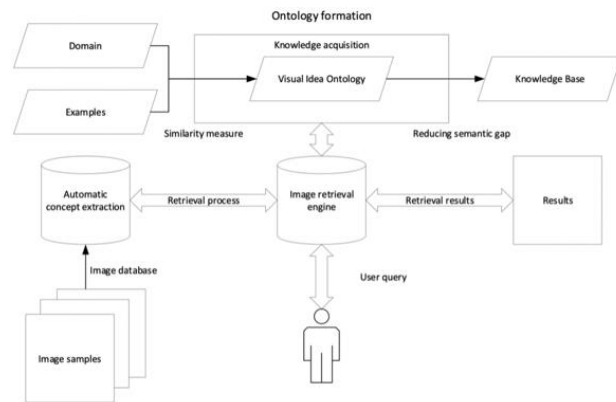 Ontology formation
Knowledge acquisition
Domain
Visual Idea Ontology
Knowledge Base
Examples
Similarity measure
Reducing semantic gap
Automatic
concept extraction
Retrieval process
Image retrieval
engine
Retrieval results
Results
Image database
User query
Image samples